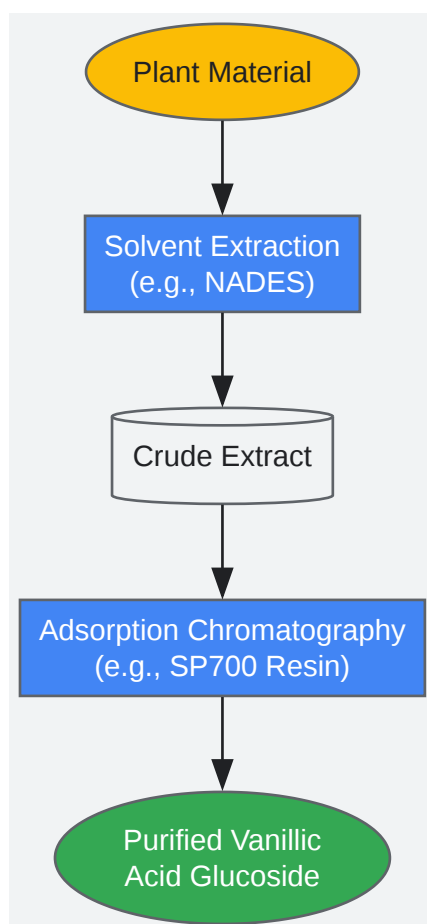 Plant Material
Solvent Extraction
(e.g., NADES)
Crude Extract
Adsorption Chromatography
(e.g., SP700 Resin)
Purified Vanillic
Acid Glucoside